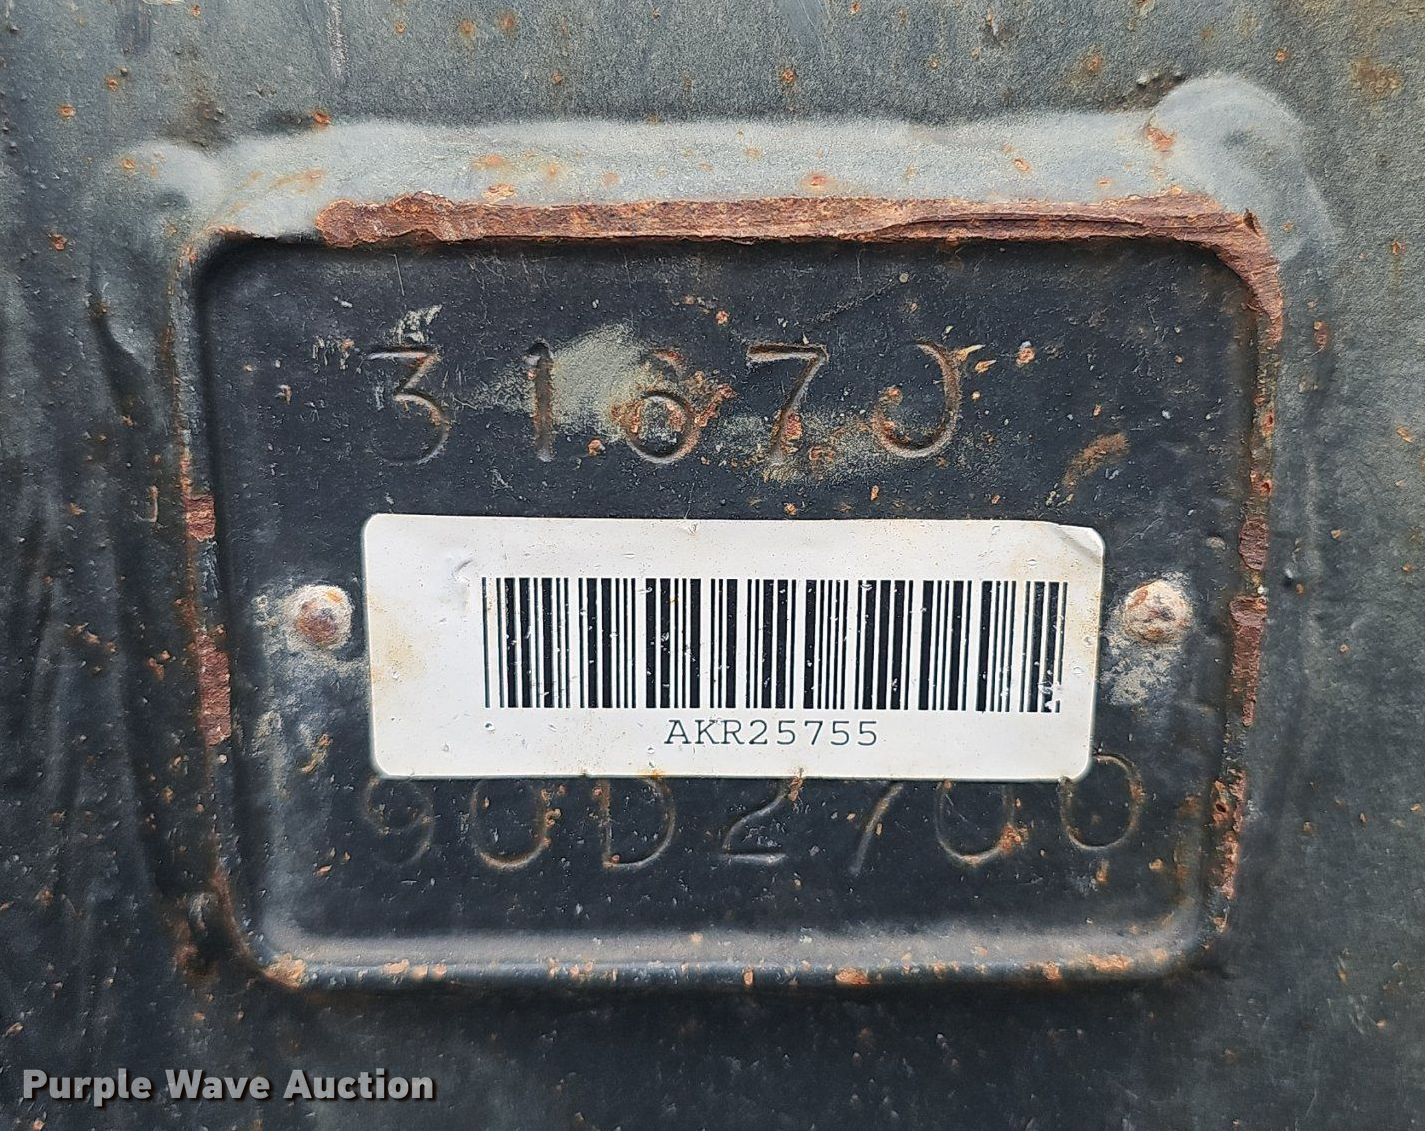 3167J
AKR25755
90D2700
Purple Wave Auction